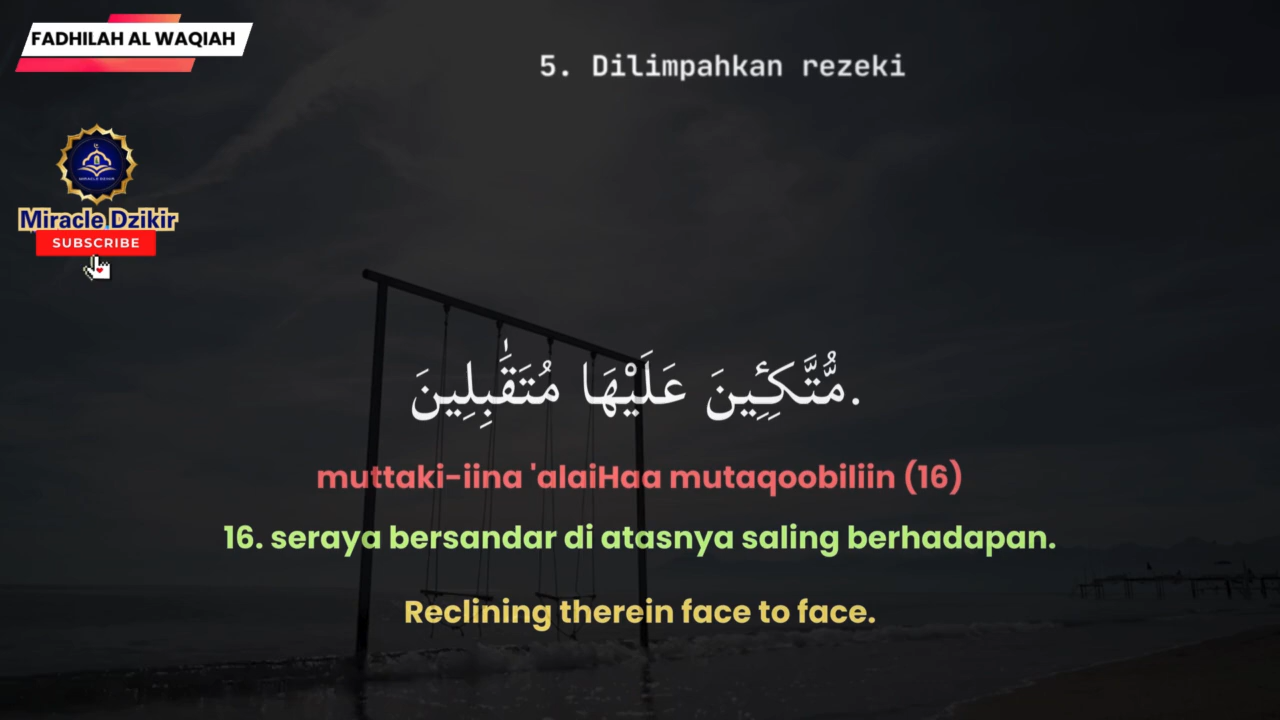 FADHILAH AL WAQIAH
5. Dilimpahkan rezeki
Miracle Dzikir
SUBSCRIBE
مُّتَّكِـِٔينَ عَلَيْهَا مُتَقَٰبِلِينَ.
muttaki-iina 'alaiHaa mutaqoobiliin (16)
16. seraya bersandar di atasnya saling berhadapan.
Reclining therein face to face.